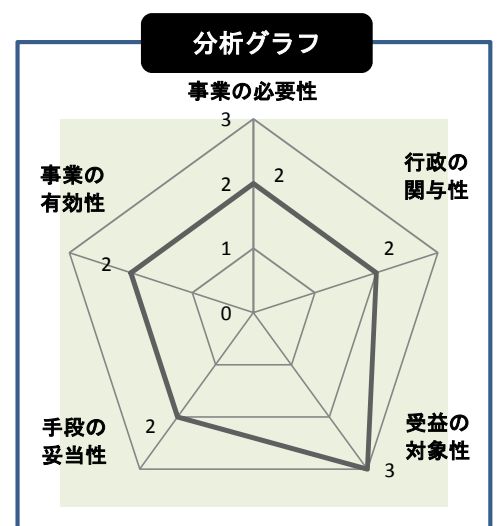 分析グラフ
事業の必要性
3
2
2
1
0
行政の
関与性
2
受益の
対象性
3
手段の
妥当性
2
事業の
有効性
2